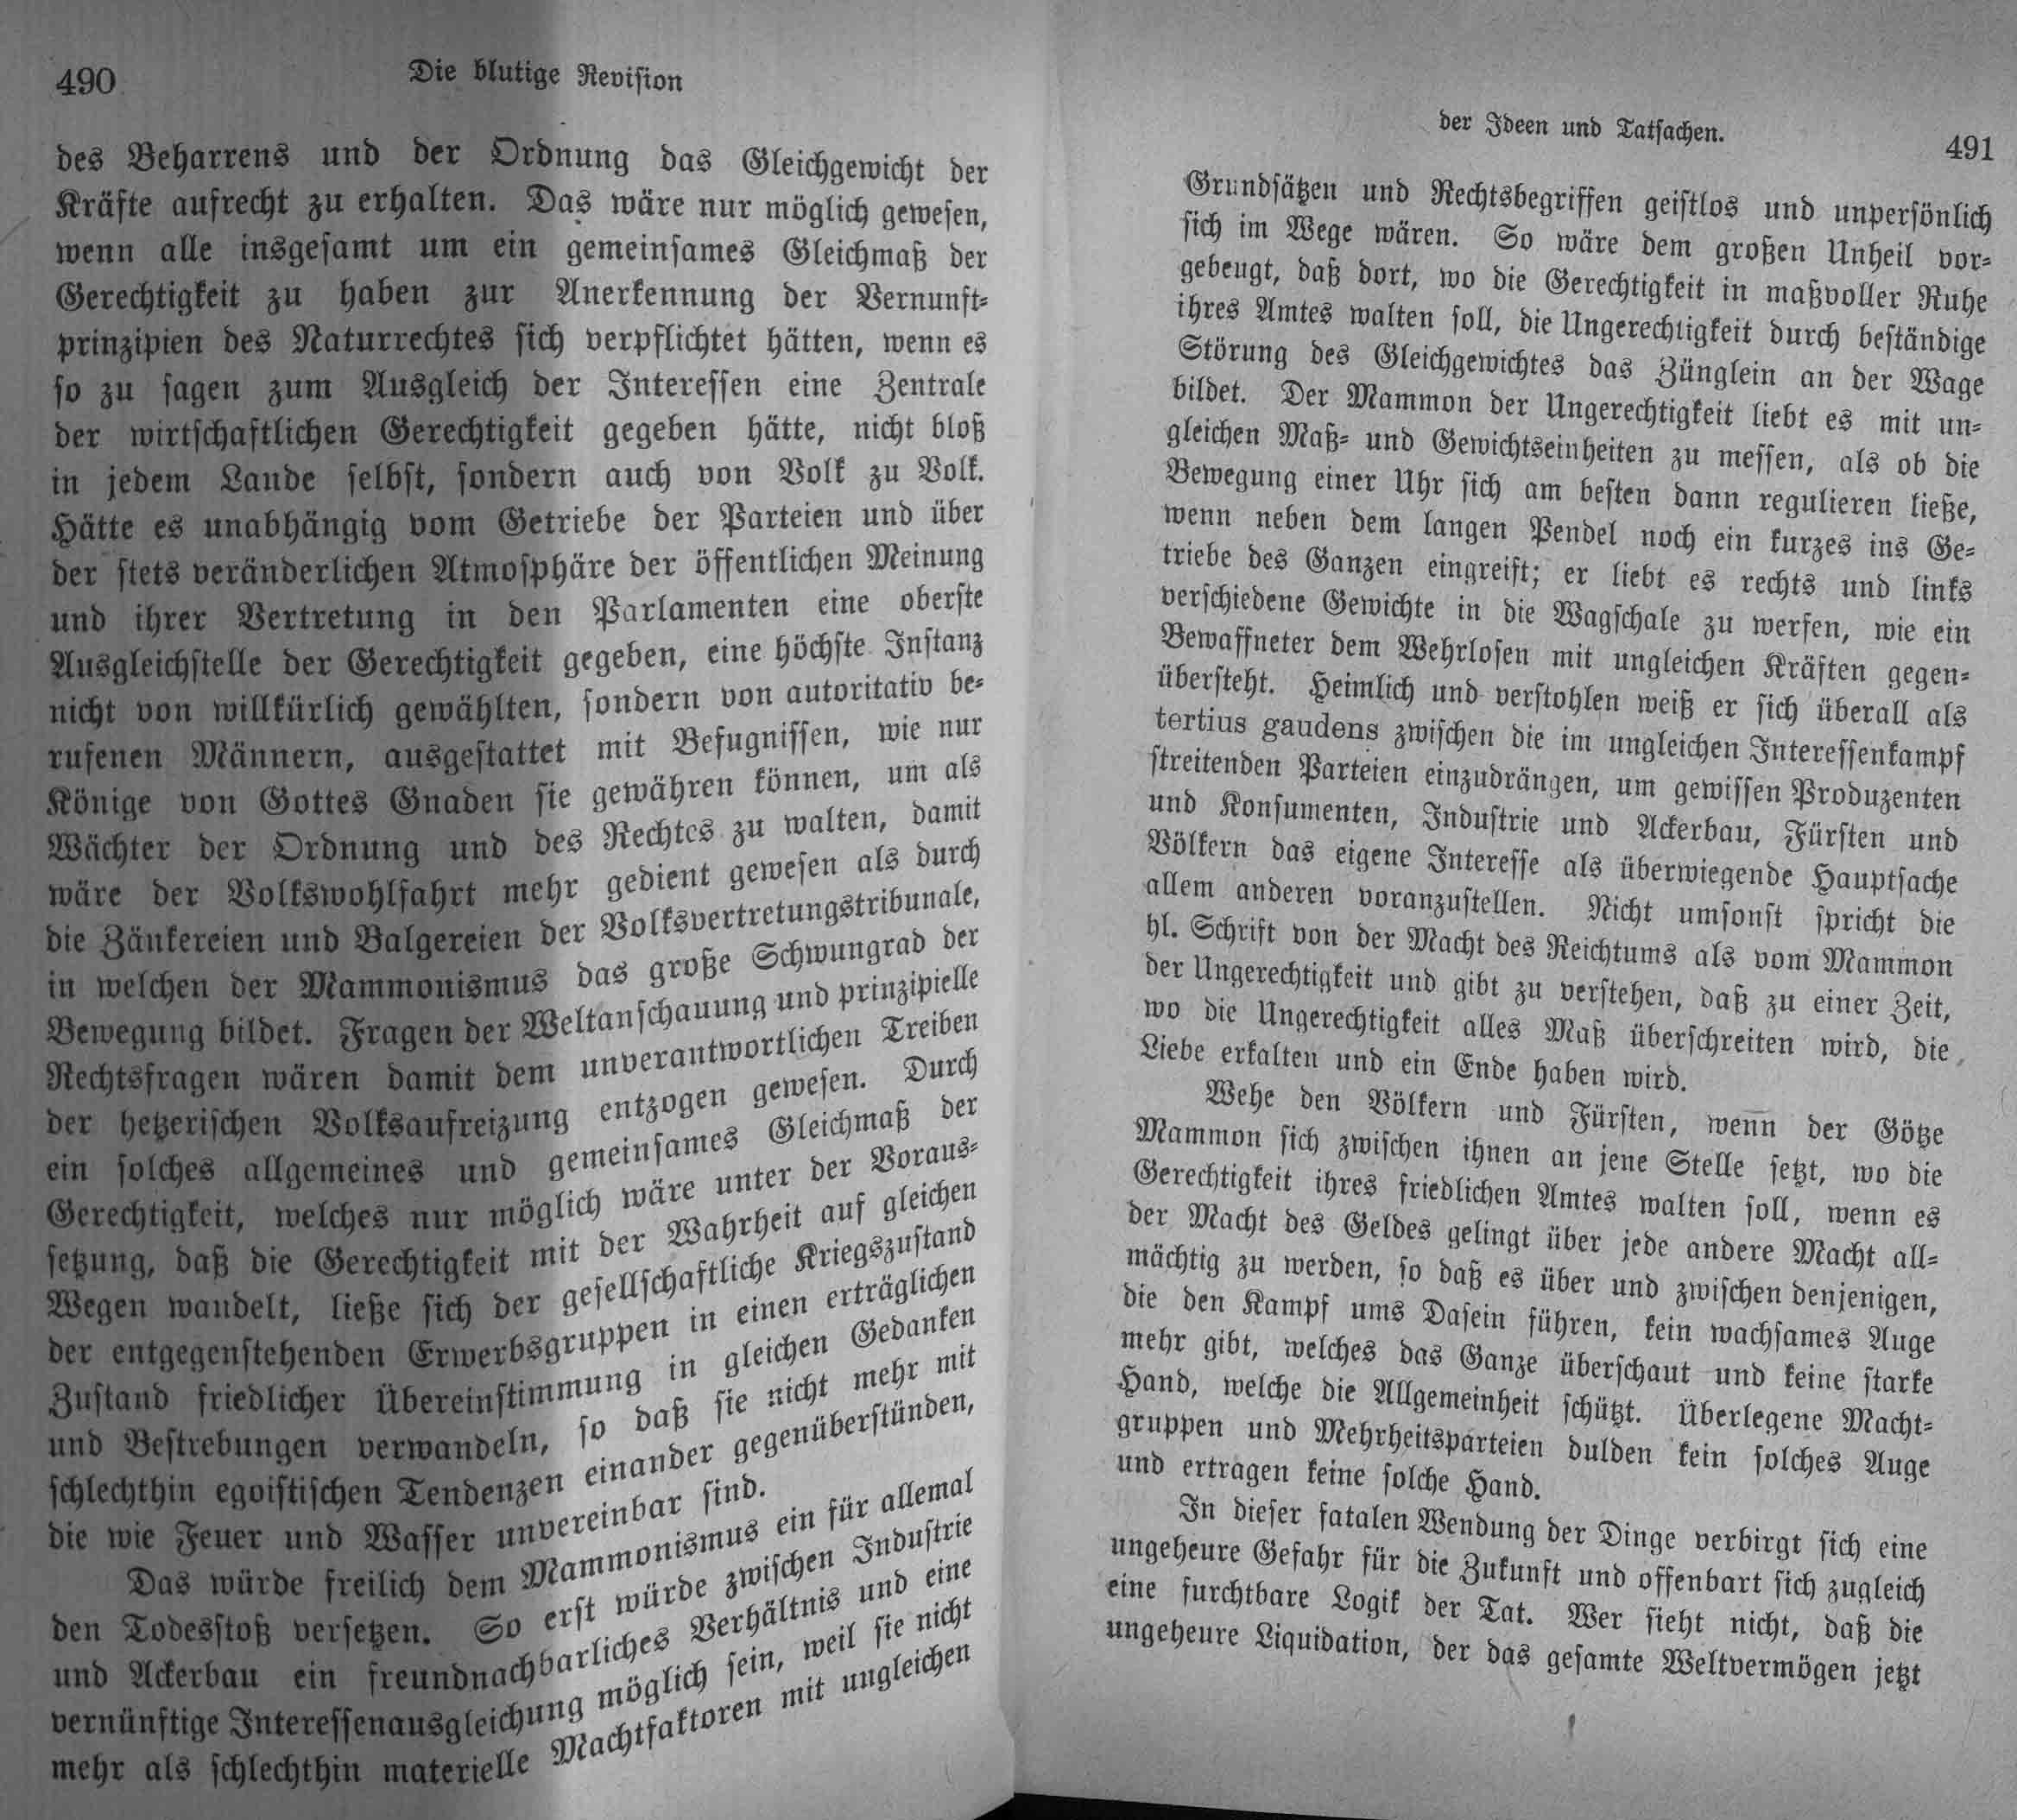 490
Die blutige Revision
des Beharrens und der Ordnung das Gleichgewicht der
Kräfte aufrecht zu erhalten. Das wäre nur möglich gewesen,
wenn alle insgesamt um ein gemeinsames Gleichmaß der
Gerechtigkeit zu haben zur Anerkennung der Vernunft-
prinzipien des Naturrechtes sich verpflichtet hätten, wenn es
so zu sagen zum Ausgleich der Interessen eine Zentrale
der wirtschaftlichen Gerechtigkeit gegeben hätte, nicht bloß
in jedem Lande selbst, sondern auch von Volk zu Volk.
Hätte es unabhängig vom Getriebe der Parteien und über
der stets veränderlichen Atmosphäre der öffentlichen Meinung
und ihrer Vertretung in den Parlamenten eine oberste
Ausgleichstelle der Gerechtigkeit gegeben, eine höchste Instanz
nicht von willkürlich gewählten, sondern von autoritativ be-
rufenen Männern, ausgestattet mit Befugnissen, wie nur
Könige von Gottes Gnaden sie gewähren können, um als
Wächter der Ordnung und des Rechtes zu walten, damit
wäre der Volkswohlfahrt mehr gedient gewesen als durch
die Zänkereien und Balgereien der Volksvertretungstribunale,
in welchen der Mammonismus das große Schwungrad der
Bewegung bildet. Fragen der Weltanschauung und prinzipielle
Rechtsfragen wären damit dem unverantwortlichen Treiben
der hetzerischen Volksaufreizung entzogen gewesen. Durch
ein solches allgemeines und gemeinsames Gleichmaß der
Gerechtigkeit, welches nur möglich wäre unter der Voraus-
setzung, daß die Gerechtigkeit mit der Wahrheit auf gleichen
Wegen wandelt, ließe sich der gesellschaftliche Kriegszustand
der entgegenstehenden Erwerbsgruppen in einen erträglichen
Zustand friedlicher Übereinstimmung in gleichen Gedanken
und Bestrebungen verwandeln, so daß sie nicht mehr mit
schlechthin egoistischen Tendenzen einander gegenüberstünden,
die wie Feuer und Wasser unvereinbar sind.
Das würde freilich dem Mammonismus ein für allemal
den Todesstoß versetzen. So erst würde zwischen Industrie
und Ackerbau ein freundnachbarliches Verhältnis und eine
vernünftige Interessenausgleichung möglich sein, weil sie nicht
mehr als schlechthin materielle Machtfaktoren mit ungleichen
der Ideen und Tatsachen.
491
Grundsätzen und Rechtsbegriffen geistlos und unpersönlich
sich im Wege wären. So wäre dem großen Unheil vor-
gebeugt, daß dort, wo die Gerechtigkeit in maßvoller Ruhe
ihres Amtes walten soll, die Ungerechtigkeit durch beständige
Störung des Gleichgewichtes das Zünglein an der Wage
bildet. Der Mammon der Ungerechtigkeit liebt es mit un-
gleichen Maß- und Gewichtseinheiten zu messen, als ob die
Bewegung einer Uhr sich am besten dann regulieren ließe,
wenn neben dem langen Pendel noch ein kurzes ins Ge-
triebe des Ganzen eingreift; er liebt es rechts und links
verschiedene Gewichte in die Wagschale zu werfen, wie ein
Bewaffneter dem Wehrlosen mit ungleichen Kräften gegen-
übersteht. Heimlich und verstohlen weiß er sich überall als
tertius gaudens zwischen die im ungleichen Interessenkampf
streitenden Parteien einzudrängen, um gewissen Produzenten
und Konsumenten, Industrie und Ackerbau, Fürsten und
Völkern das eigene Interesse als überwiegende Hauptsache
allem anderen voranzustellen. Nicht umsonst spricht die
hl. Schrift von der Macht des Reichtums als vom Mammon
der Ungerechtigkeit und gibt zu verstehen, daß zu einer Zeit,
wo die Ungerechtigkeit alles Maß überschreiten wird, die
Liebe erkalten und ein Ende haben wird.
Wehe den Völkern und Fürsten, wenn der Götze
Mammon sich zwischen ihnen an jene Stelle setzt, wo die
Gerechtigkeit ihres friedlichen Amtes walten soll, wenn es
der Macht des Geldes gelingt über jede andere Macht all-
mächtig zu werden, so daß es über und zwischen denjenigen,
die den Kampf ums Dasein führen, kein wachsames Auge
mehr gibt, welches das Ganze überschaut und keine starke
Hand, welche die Allgemeinheit schützt. Überlegene Macht-
gruppen und Mehrheitsparteien dulden kein solches Auge
und ertragen keine solche Hand.
In dieser fatalen Wendung der Dinge verbirgt sich eine
ungeheure Gefahr für die Zukunft und offenbart sich zugleich
eine furchtbare Logik der Tat. Wer sieht nicht, daß die
ungeheure Liquidation, der das gesamte Weltvermögen jetzt